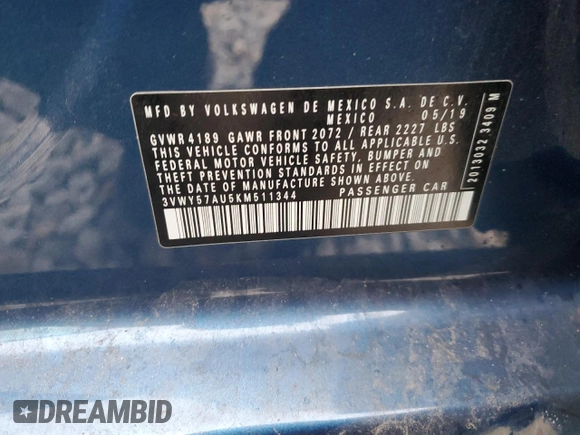 MFD BY VOLKSWAGEN DE MEXICO S.A. DE C.V.
MEXICO 05/19
GVWR 4189 GAWR FRONT 2072 / REAR 2227 LBS
THIS VEHICLE CONFORMS TO ALL APPLICABLE U.S.
FEDERAL MOTOR VEHICLE SAFETY, BUMPER AND
THEFT PREVENTION STANDARDS IN EFFECT ON
THE DATE OF MANUFACTURE SHOWN ABOVE.
3VWY57AU5KM511344 PASSENGER CAR
2013032 3409 M
DREAMBID